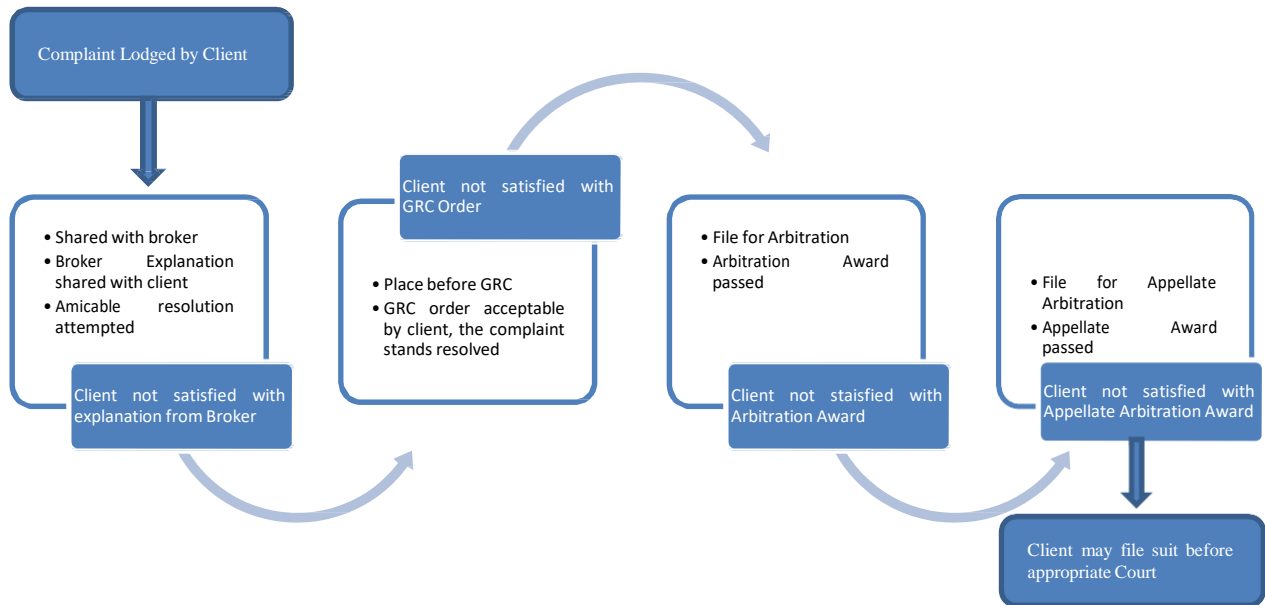 Complaint Lodged by Client
• Shared with broker
• Broker Explanation
shared with client
• Amicable resolution
attempted
Client not satisfied with
explanation from Broker
Client not satisfied with
GRC Order
• Place before GRC
• GRC order acceptable
by client, the complaint
stands resolved
• File for Arbitration
• Arbitration Award
passed
Client not staisfied with
Arbitration Award
• File for Appellate
Arbitration
• Appellate Award
passed
Client not satisfied with
Appellate Arbitration Award
Client may file suit before
appropriate Court